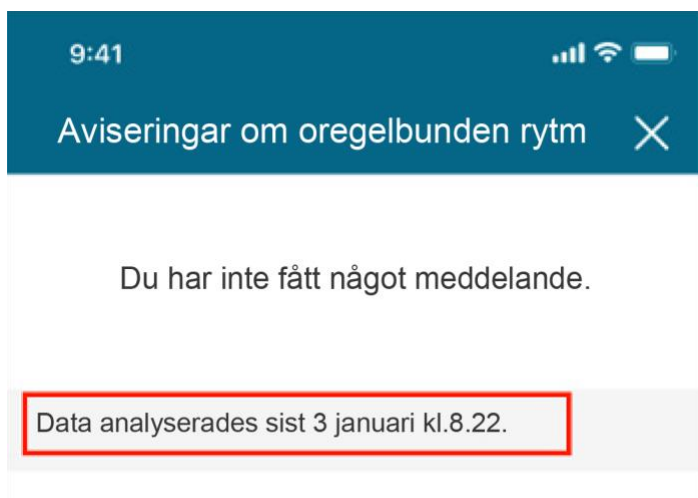 9:41
Aviseringar om oregelbunden rytm
Du har inte fått något meddelande.
Data analyserades sist 3 januari kl.8.22.